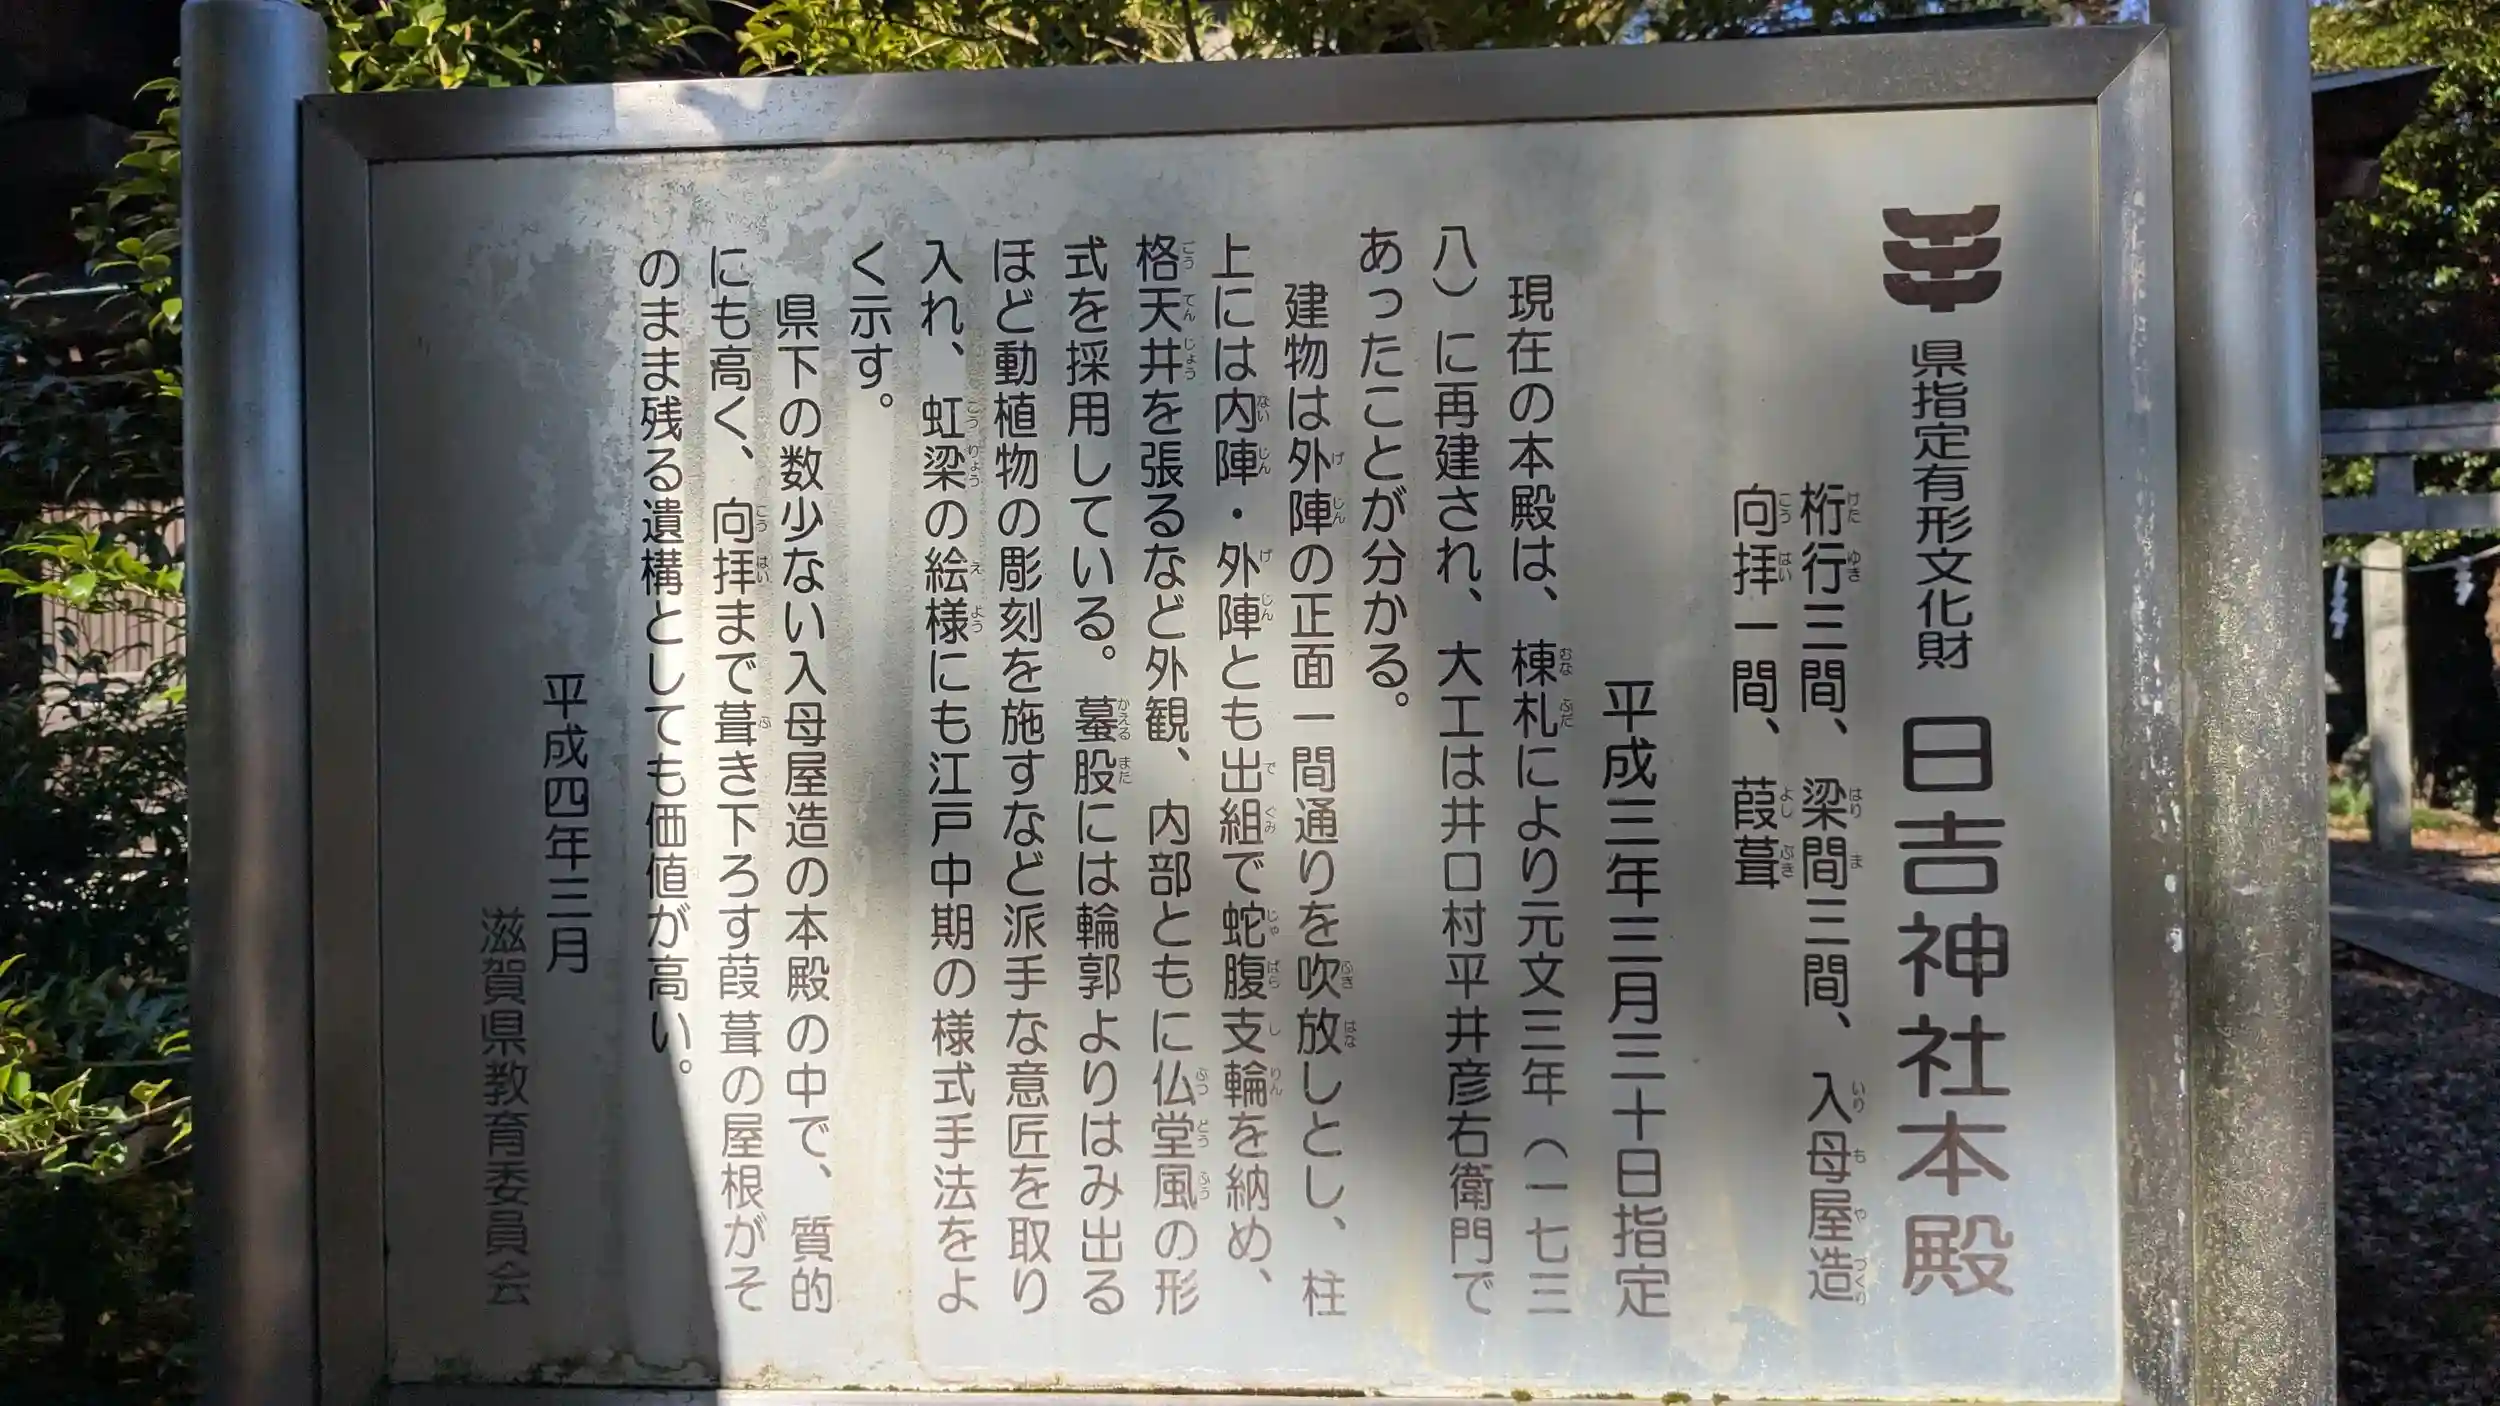 県指定有形文化財 日吉神社本殿
桁行三間、梁間三間、入母屋造
向拝一間、葭葺
平成三年三月三十日指定
現在の本殿は、棟札により元文三年（一七三
八）に再建され、大工は井口村平井彦右衛門で
あったことが分かる。
建物は外陣の正面一間通りを吹放しとし、柱
上には内陣・外陣とも出組で蛇腹支輪を納め、
格天井を張るなど外観、内部ともに仏堂風の形
式を採用している。蟇股には輪郭よりはみ出る
ほど動植物の彫刻を施すなど派手な意匠を取り
入れ、虹梁の絵様にも江戸中期の様式手法をよ
く示す。
県下の数少ない入母屋造の本殿の中で、質的
にも高く、向拝まで葺き下ろす葭葺の屋根がそ
のまま残る遺構としても価値が高い。
平成四年三月
滋賀県教育委員会